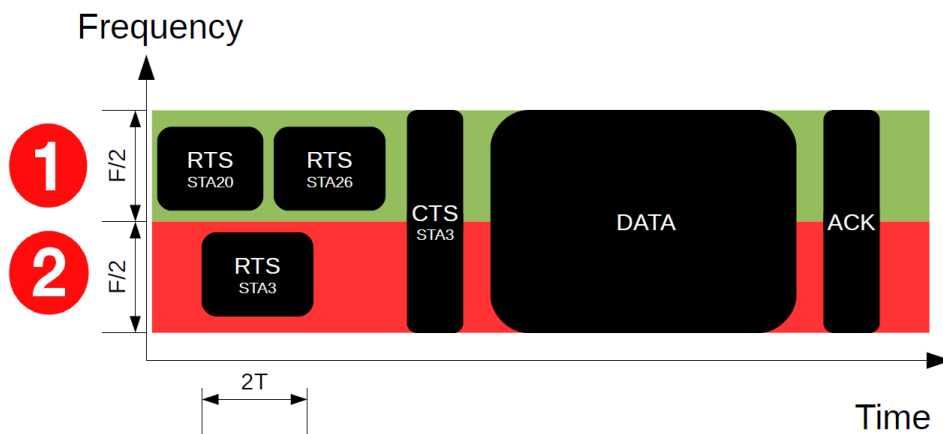 Frequency
1
F/2
RTS
STA20
RTS
STA26
CTS
STA3
DATA
ACK
2
F/2
RTS
STA3
2T
Time